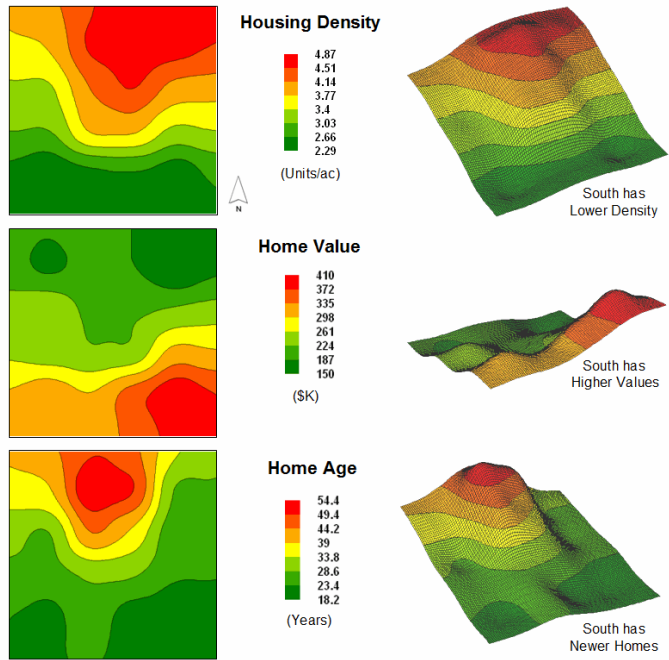 Housing Density
4.87
4.51
4.14
3.77
3.4
3.03
2.66
2.29
(Units/ac)
N
South has
Lower Density
Home Value
410
372
335
298
261
224
187
150
($K)
South has
Higher Values
Home Age
54.4
49.4
44.2
39
33.8
28.6
23.4
18.2
(Years)
South has
Newer Homes